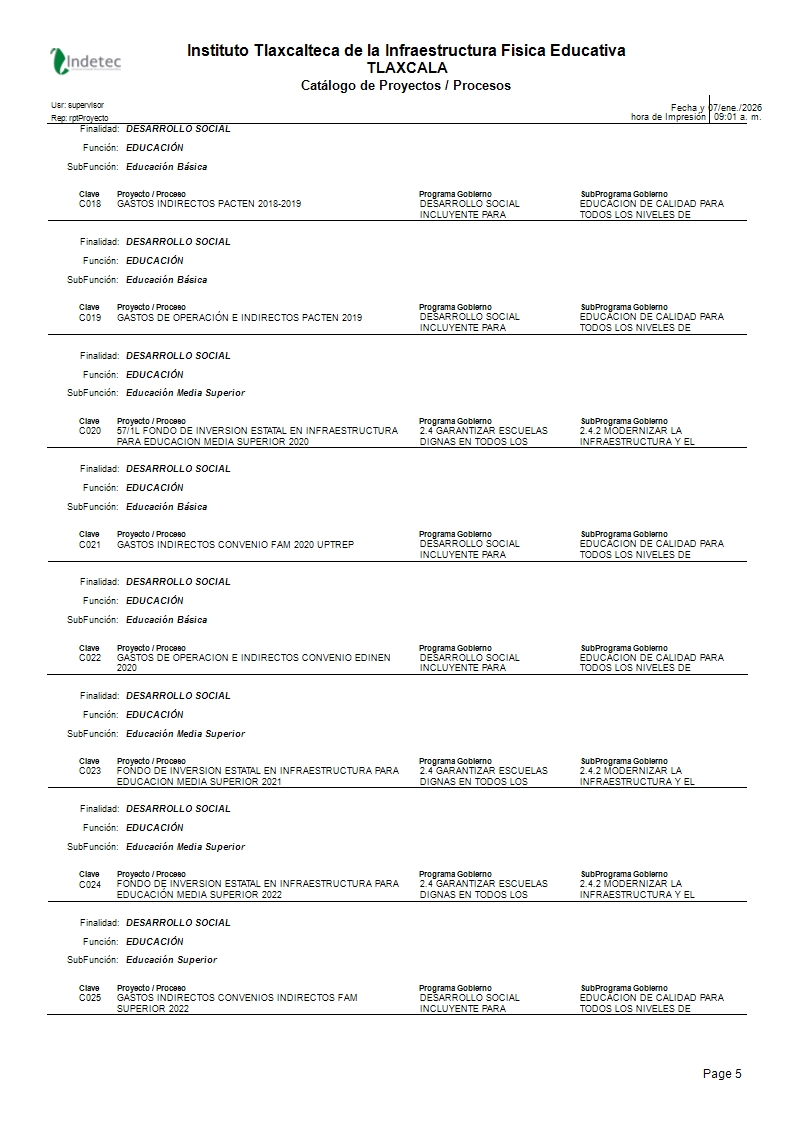 Indetec
Instituto Tlaxcalteca de la Infraestructura Fisica Educativa
TLAXCALA
Catálogo de Proyectos / Procesos
Usr: supervisor
Rep: rptProyecto
Fecha y 07/ene./2026
hora de Impresión 09:01 a. m.
Finalidad: DESARROLLO SOCIAL
Función: EDUCACIÓN
SubFunción: Educación Básica
Clave Proyecto / Proceso Programa Gobierno SubPrograma Gobierno
C018 GASTOS INDIRECTOS PACTEN 2018-2019 DESARROLLO SOCIAL EDUCACION DE CALIDAD PARA
INCLUYENTE PARA TODOS LOS NIVELES DE
Finalidad: DESARROLLO SOCIAL
Función: EDUCACIÓN
SubFunción: Educación Básica
Clave Proyecto / Proceso Programa Gobierno SubPrograma Gobierno
C019 GASTOS DE OPERACIÓN E INDIRECTOS PACTEN 2019 DESARROLLO SOCIAL EDUCACION DE CALIDAD PARA
INCLUYENTE PARA TODOS LOS NIVELES DE
Finalidad: DESARROLLO SOCIAL
Función: EDUCACIÓN
SubFunción: Educación Media Superior
Clave Proyecto / Proceso Programa Gobierno SubPrograma Gobierno
C020 57/1L FONDO DE INVERSION ESTATAL EN INFRAESTRUCTURA 2.4 GARANTIZAR ESCUELAS 2.4.2 MODERNIZAR LA
PARA EDUCACION MEDIA SUPERIOR 2020 DIGNAS EN TODOS LOS INFRAESTRUCTURA Y EL
Finalidad: DESARROLLO SOCIAL
Función: EDUCACIÓN
SubFunción: Educación Básica
Clave Proyecto / Proceso Programa Gobierno SubPrograma Gobierno
C021 GASTOS INDIRECTOS CONVENIO FAM 2020 UPTREP DESARROLLO SOCIAL EDUCACION DE CALIDAD PARA
INCLUYENTE PARA TODOS LOS NIVELES DE
Finalidad: DESARROLLO SOCIAL
Función: EDUCACIÓN
SubFunción: Educación Básica
Clave Proyecto / Proceso Programa Gobierno SubPrograma Gobierno
C022 GASTOS DE OPERACION E INDIRECTOS CONVENIO EDINEN DESARROLLO SOCIAL EDUCACION DE CALIDAD PARA
2020 INCLUYENTE PARA TODOS LOS NIVELES DE
Finalidad: DESARROLLO SOCIAL
Función: EDUCACIÓN
SubFunción: Educación Media Superior
Clave Proyecto / Proceso Programa Gobierno SubPrograma Gobierno
C023 FONDO DE INVERSION ESTATAL EN INFRAESTRUCTURA PARA 2.4 GARANTIZAR ESCUELAS 2.4.2 MODERNIZAR LA
EDUCACION MEDIA SUPERIOR 2021 DIGNAS EN TODOS LOS INFRAESTRUCTURA Y EL
Finalidad: DESARROLLO SOCIAL
Función: EDUCACIÓN
SubFunción: Educación Media Superior
Clave Proyecto / Proceso Programa Gobierno SubPrograma Gobierno
C024 FONDO DE INVERSION ESTATAL EN INFRAESTRUCTURA PARA 2.4 GARANTIZAR ESCUELAS 2.4.2 MODERNIZAR LA
EDUCACIÓN MEDIA SUPERIOR 2022 DIGNAS EN TODOS LOS INFRAESTRUCTURA Y EL
Finalidad: DESARROLLO SOCIAL
Función: EDUCACIÓN
SubFunción: Educación Superior
Clave Proyecto / Proceso Programa Gobierno SubPrograma Gobierno
C025 GASTOS INDIRECTOS CONVENIOS INDIRECTOS FAM DESARROLLO SOCIAL EDUCACION DE CALIDAD PARA
SUPERIOR 2022 INCLUYENTE PARA TODOS LOS NIVELES DE
Page 5